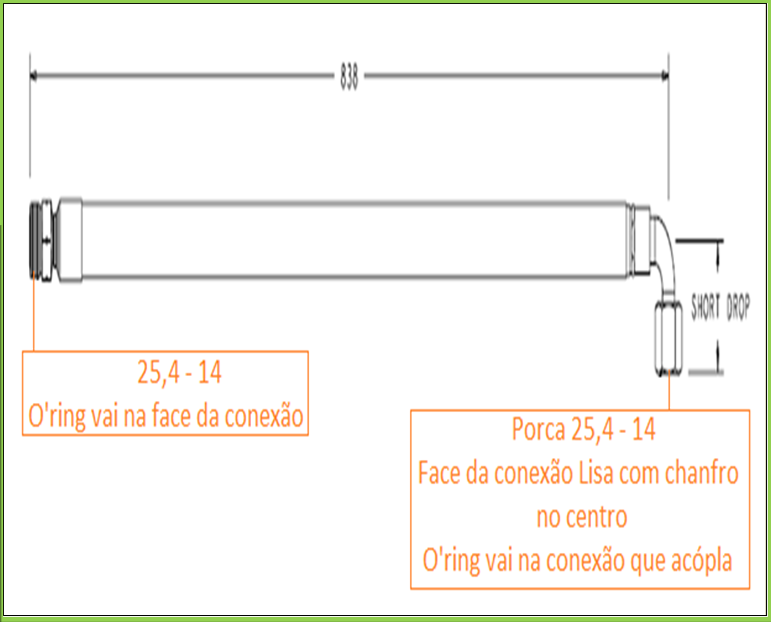 838
SHORT DROP
25,4 - 14
O'ring vai na face da conexão
Porca 25,4 - 14
Face da conexão Lisa com chanfro
no centro
O'ring vai na conexão que acópla